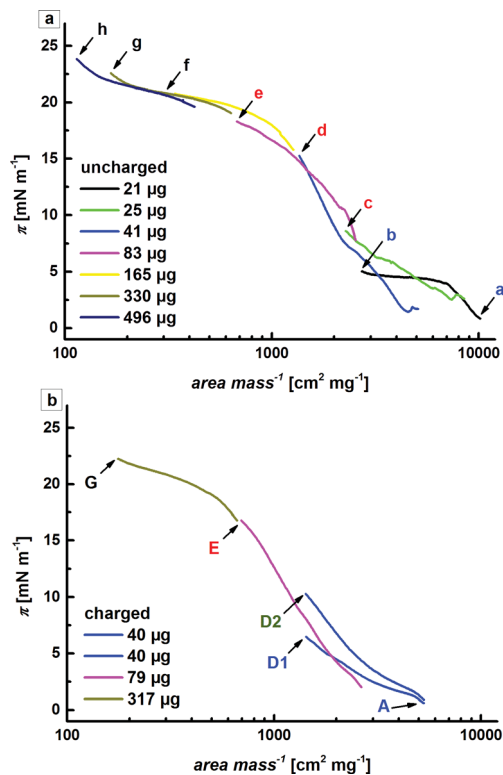 a
h
g
f
e
d
c
b
a
25
20
15
10
5
0
π [mN m⁻¹]
uncharged
21 µg
25 µg
41 µg
83 µg
165 µg
330 µg
496 µg
100 1000 10000
area mass⁻¹ [cm² mg⁻¹]
b
G
E
D2
D1
A
25
20
15
10
5
0
π [mN m⁻¹]
charged
40 µg
40 µg
79 µg
317 µg
100 1000 10000
area mass⁻¹ [cm² mg⁻¹]